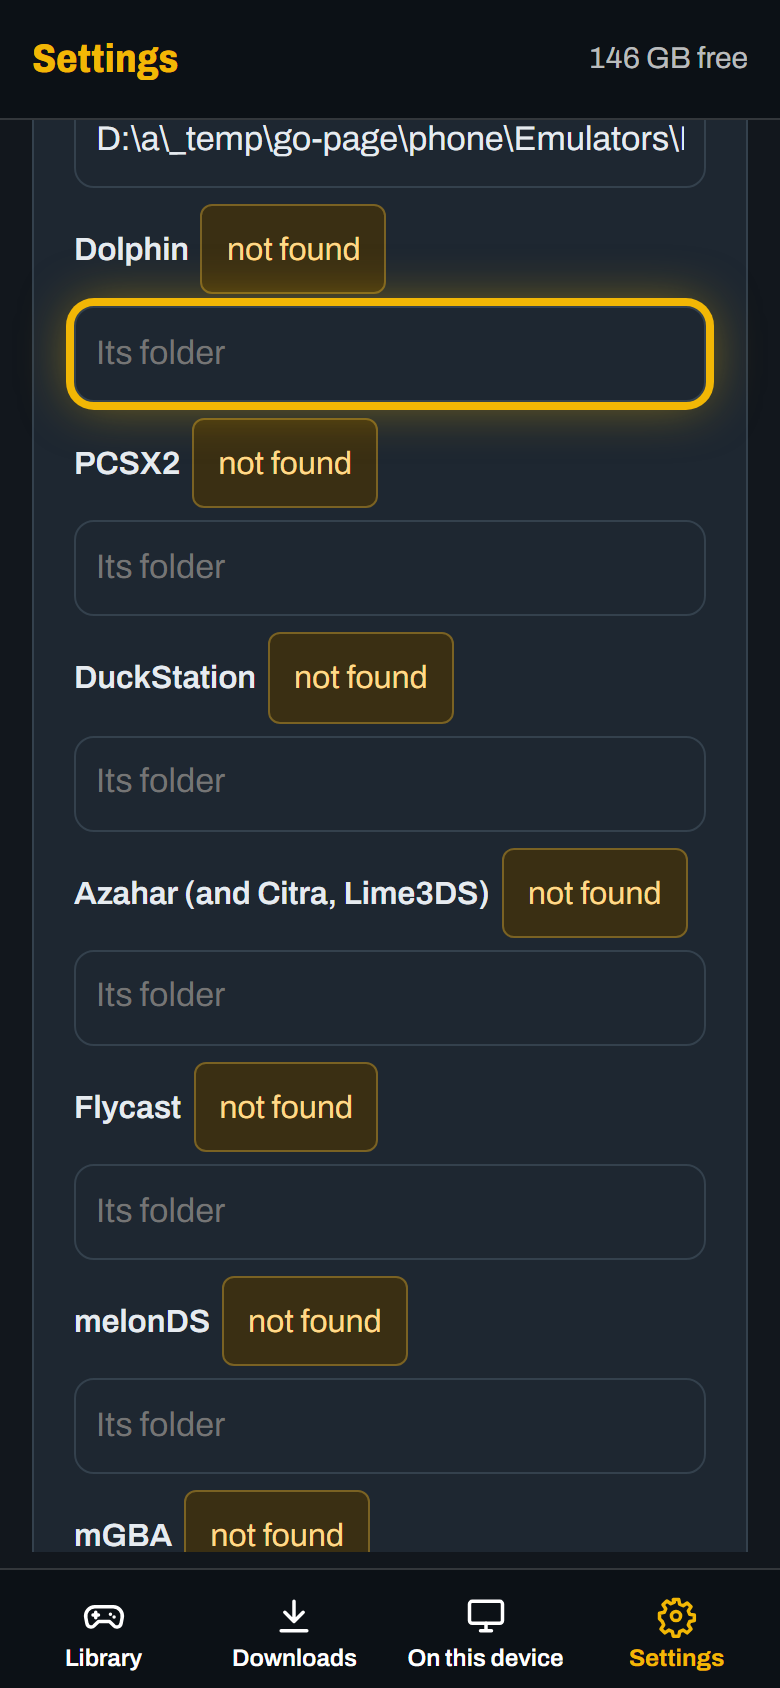 Settings
146 GB free
D:\a\_temp\go-page\phone\Emulators\
Dolphin not found
Its folder
PCSX2 not found
Its folder
DuckStation not found
Its folder
Azahar (and Citra, Lime3DS) not found
Its folder
Flycast not found
Its folder
melonDS not found
Its folder
mGBA not found
Library
Downloads
On this device
Settings